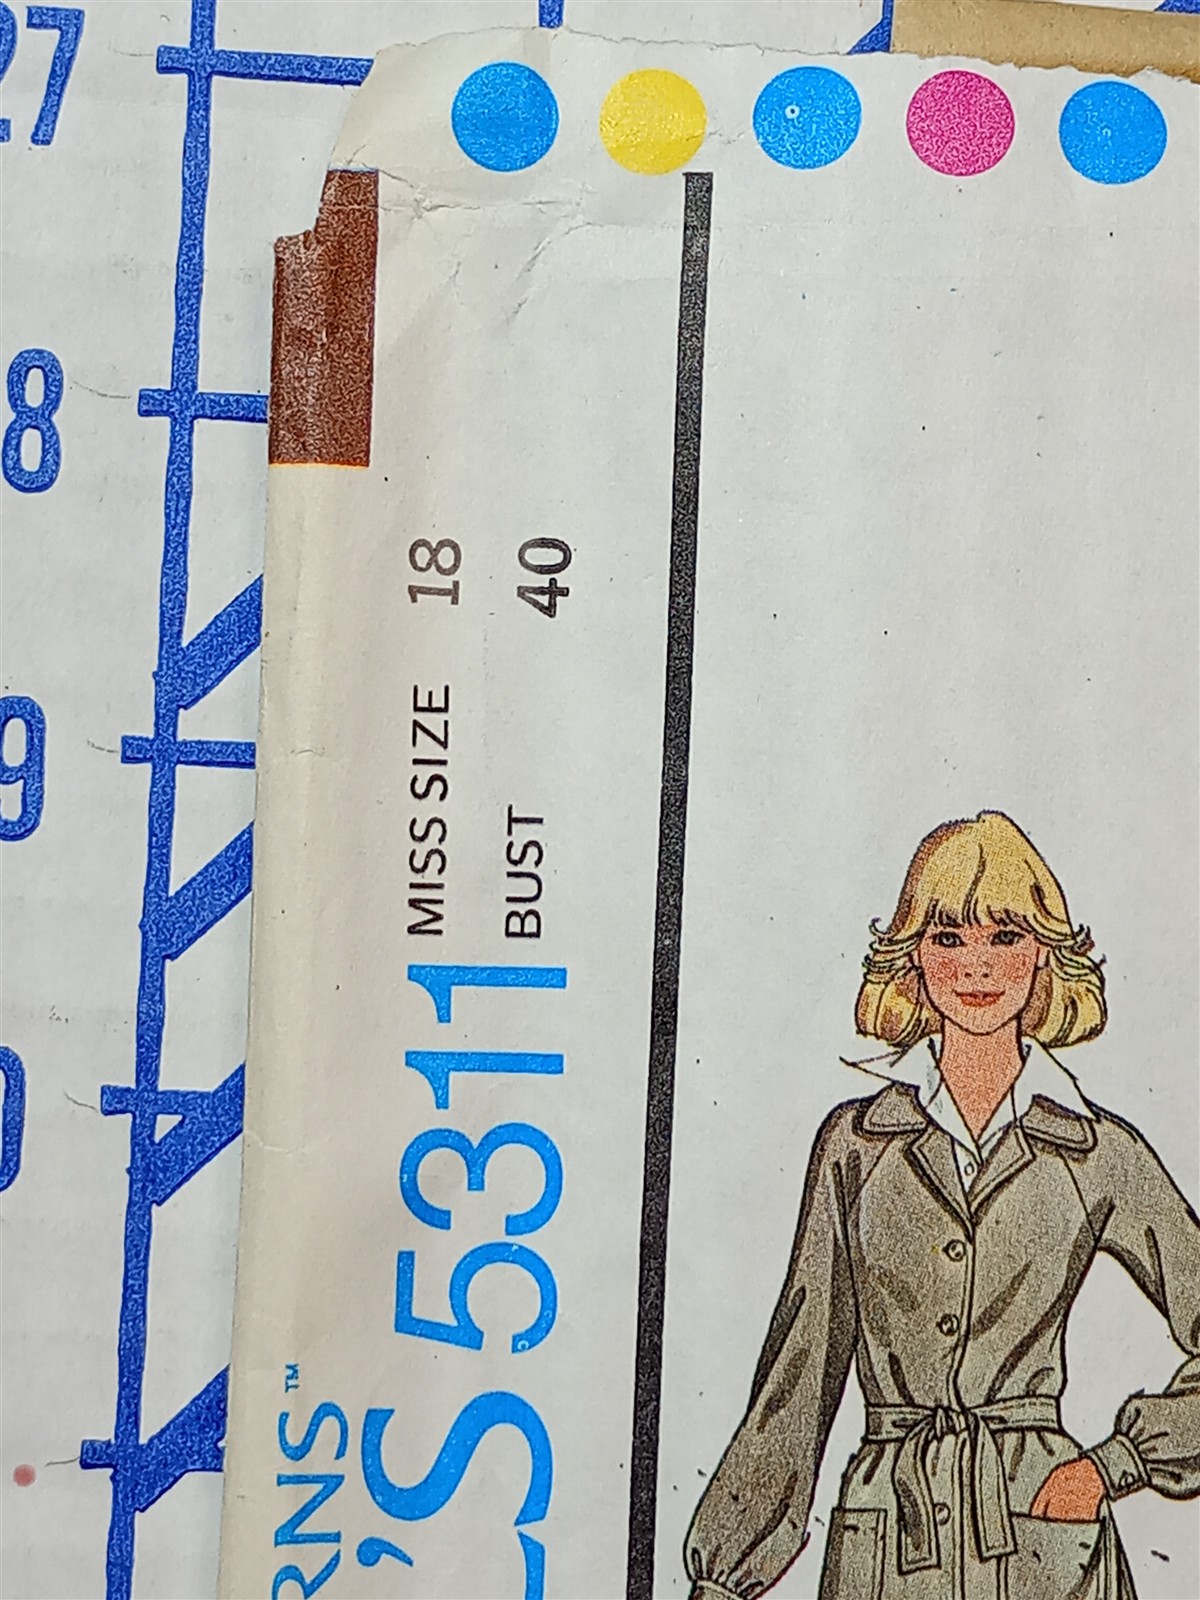 RNS™
'S 5311
MISS SIZE 18
BUST 40
27
8
9